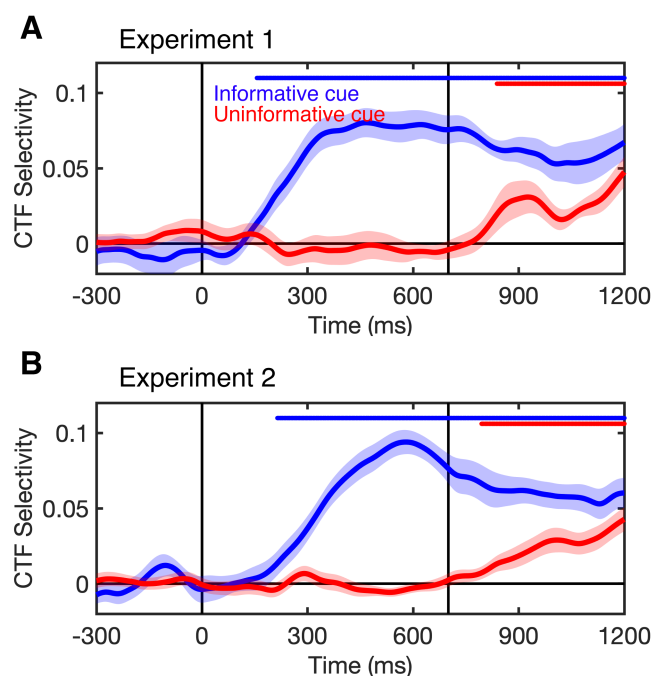 A
Experiment 1
CTF Selectivity
0.1
0.05
0
Informative cue
Uninformative cue
-300 0 300 600 900 1200
Time (ms)
B
Experiment 2
CTF Selectivity
0.1
0.05
0
-300 0 300 600 900 1200
Time (ms)